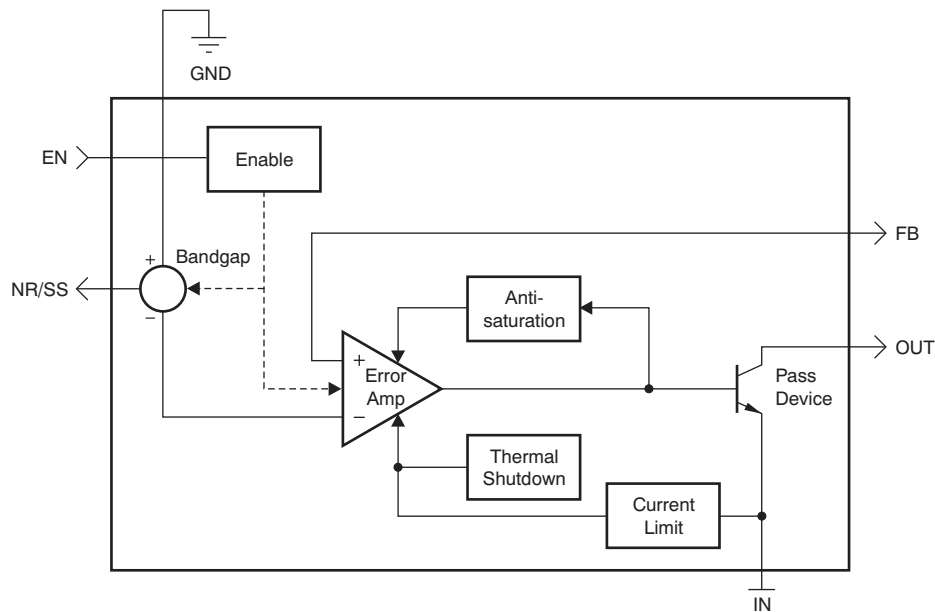 GND
EN
Enable
FB
+
Bandgap
NR/SS
−
Anti-
saturation
OUT
+
Error
Amp
−
Pass
Device
Thermal
Shutdown
Current
Limit
IN